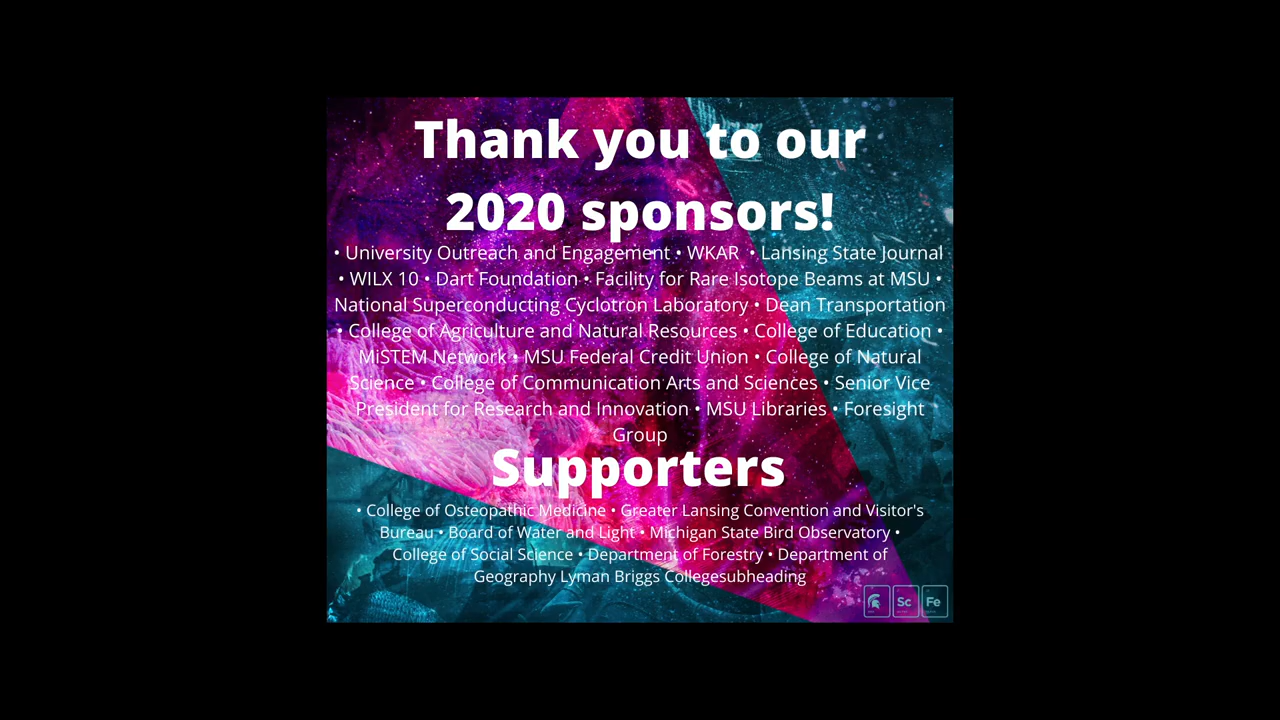 Thank you to our
2020 sponsors!
• University Outreach and Engagement • WKAR • Lansing State Journal
• WILX 10 • Dart Foundation • Facility for Rare Isotope Beams at MSU •
National Superconducting Cyclotron Laboratory • Dean Transportation
• College of Agriculture and Natural Resources • College of Education •
MiSTEM Network • MSU Federal Credit Union • College of Natural
Science • College of Communication Arts and Sciences • Senior Vice
President for Research and Innovation • MSU Libraries • Foresight
Group
Supporters
• College of Osteopathic Medicine • Greater Lansing Convention and Visitor's
Bureau • Board of Water and Light • Michigan State Bird Observatory •
College of Social Science • Department of Forestry • Department of
Geography Lyman Briggs Collegesubheading
Sc Fe